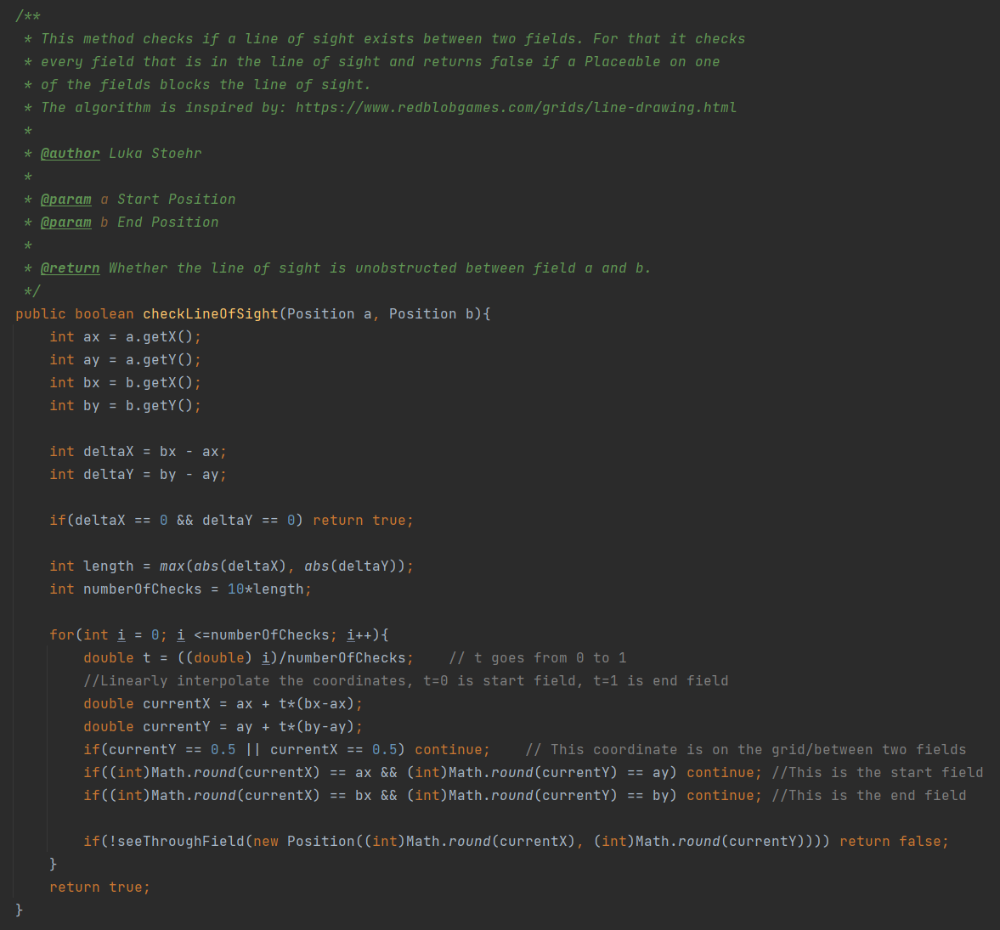 /**
 * This method checks if a line of sight exists between two fields. For that it checks
 * every field that is in the line of sight and returns false if a Placeable on one
 * of the fields blocks the line of sight.
 * The algorithm is inspired by: https://www.redblobgames.com/grids/line-drawing.html
 *
 * @author Luka Stoehr
 *
 * @param a Start Position
 * @param b End Position
 *
 * @return Whether the line of sight is unobstructed between field a and b.
 */
public boolean checkLineOfSight(Position a, Position b){
    int ax = a.getX();
    int ay = a.getY();
    int bx = b.getX();
    int by = b.getY();

    int deltaX = bx - ax;
    int deltaY = by - ay;

    if(deltaX == 0 && deltaY == 0) return true;

    int length = max(abs(deltaX), abs(deltaY));
    int numberOfChecks = 10*length;

    for(int i = 0; i <=numberOfChecks; i++){
        double t = ((double) i)/numberOfChecks;    // t goes from 0 to 1
        //Linearly interpolate the coordinates, t=0 is start field, t=1 is end field
        double currentX = ax + t*(bx-ax);
        double currentY = ay + t*(by-ay);
        if(currentY == 0.5 || currentX == 0.5) continue;    // This coordinate is on the grid/between two fields
        if((int)Math.round(currentX) == ax && (int)Math.round(currentY) == ay) continue; //This is the start field
        if((int)Math.round(currentX) == bx && (int)Math.round(currentY) == by) continue; //This is the end field

        if(!seeThroughField(new Position((int)Math.round(currentX), (int)Math.round(currentY)))) return false;
    }
    return true;
}